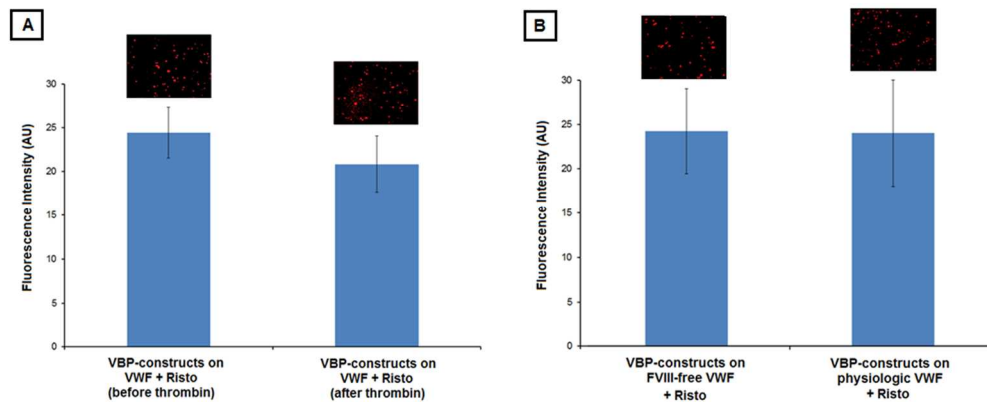 A
Fluorescence Intensity (AU)
30
25
20
15
10
5
0
VBP-constructs on
VWF + Risto
(before thrombin)
VBP-constructs on
VWF + Risto
(after thrombin)
B
Fluorescence Intensity (AU)
30
25
20
15
10
5
0
VBP-constructs on
FVIII-free VWF
+ Risto
VBP-constructs on
physiologic VWF
+ Risto